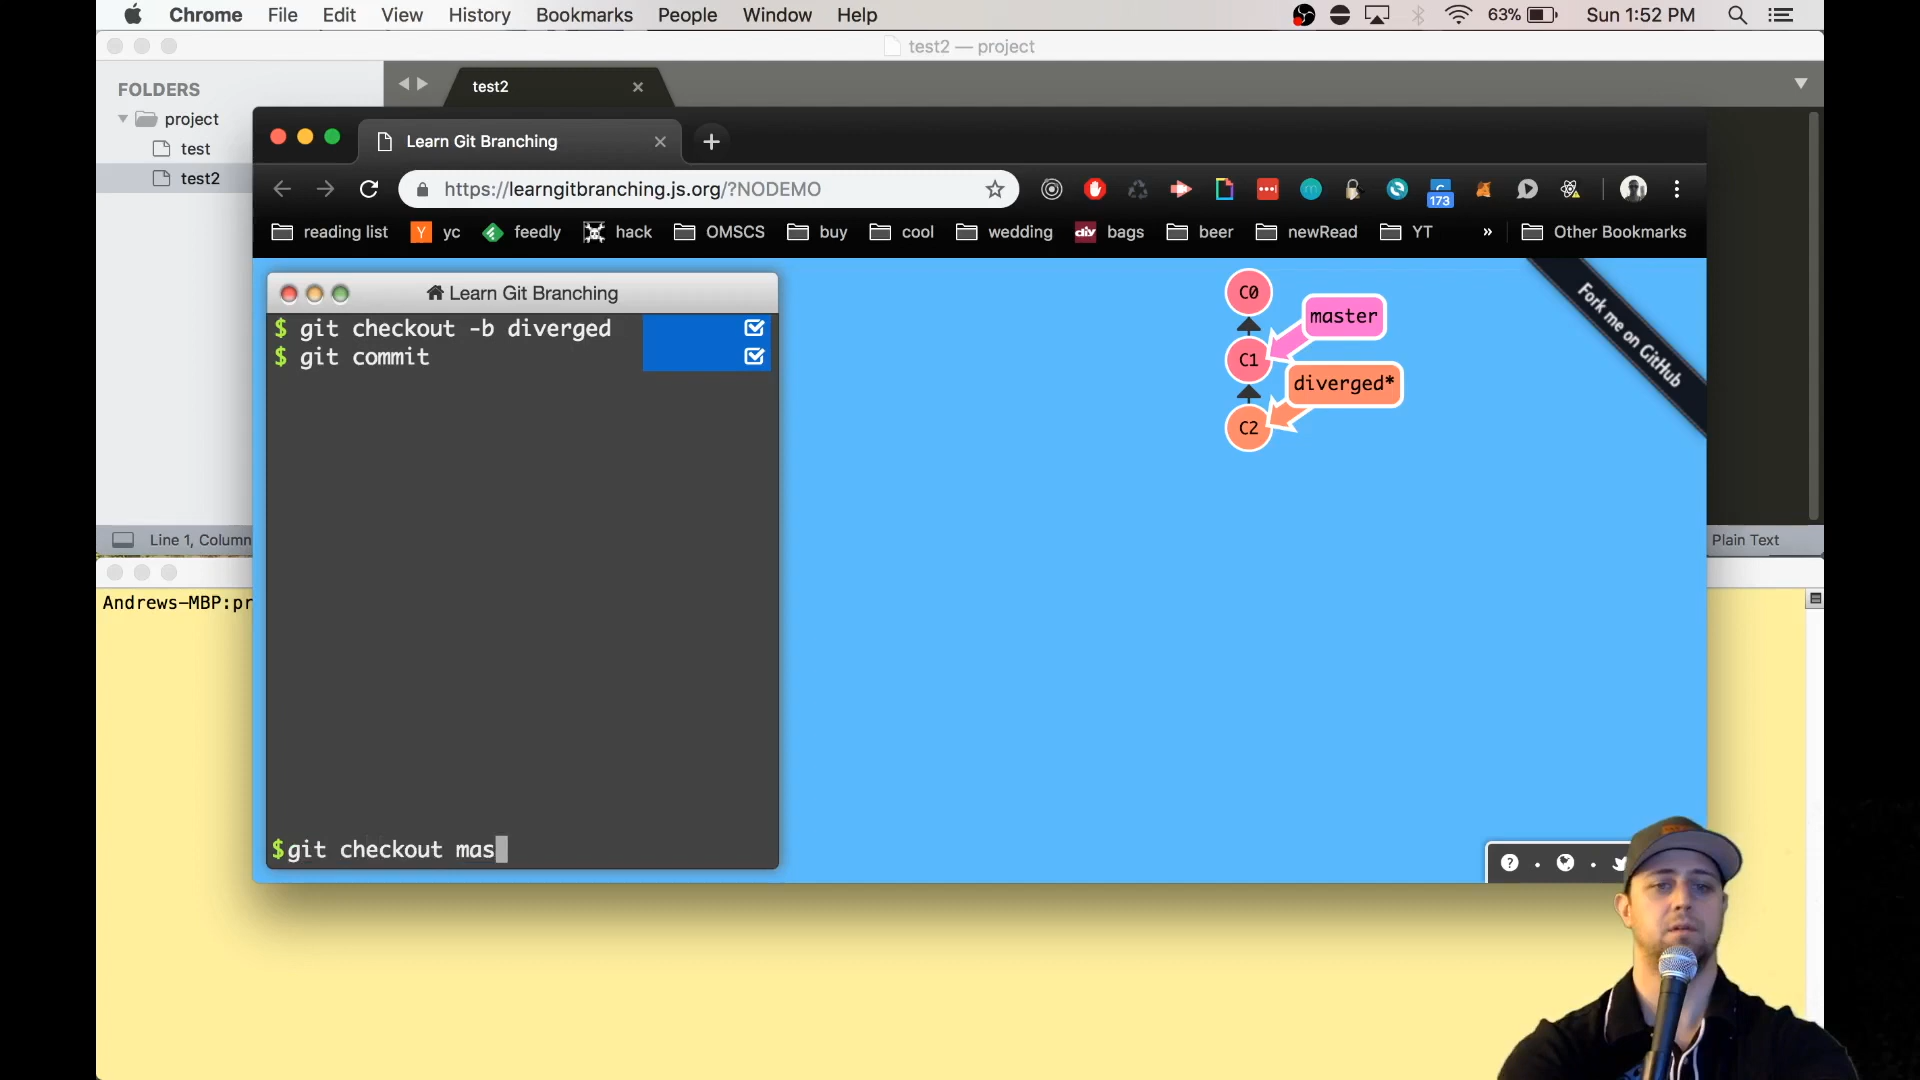 Chrome File Edit View History Bookmarks People Window Help 63% Sun 1:52 PM
test2 — project
FOLDERS
project
test
test2
test2
Learn Git Branching
https://learngitbranching.js.org/?NODEMO
173
reading list yc feedly hack OMSCS buy cool wedding bags beer newRead YT » Other Bookmarks
Learn Git Branching
$ git checkout -b diverged
$ git commit
$git checkout mas
C0
master
C1
diverged*
C2
Fork me on GitHub
Line 1, Column
Plain Text
Andrews-MBP:pr